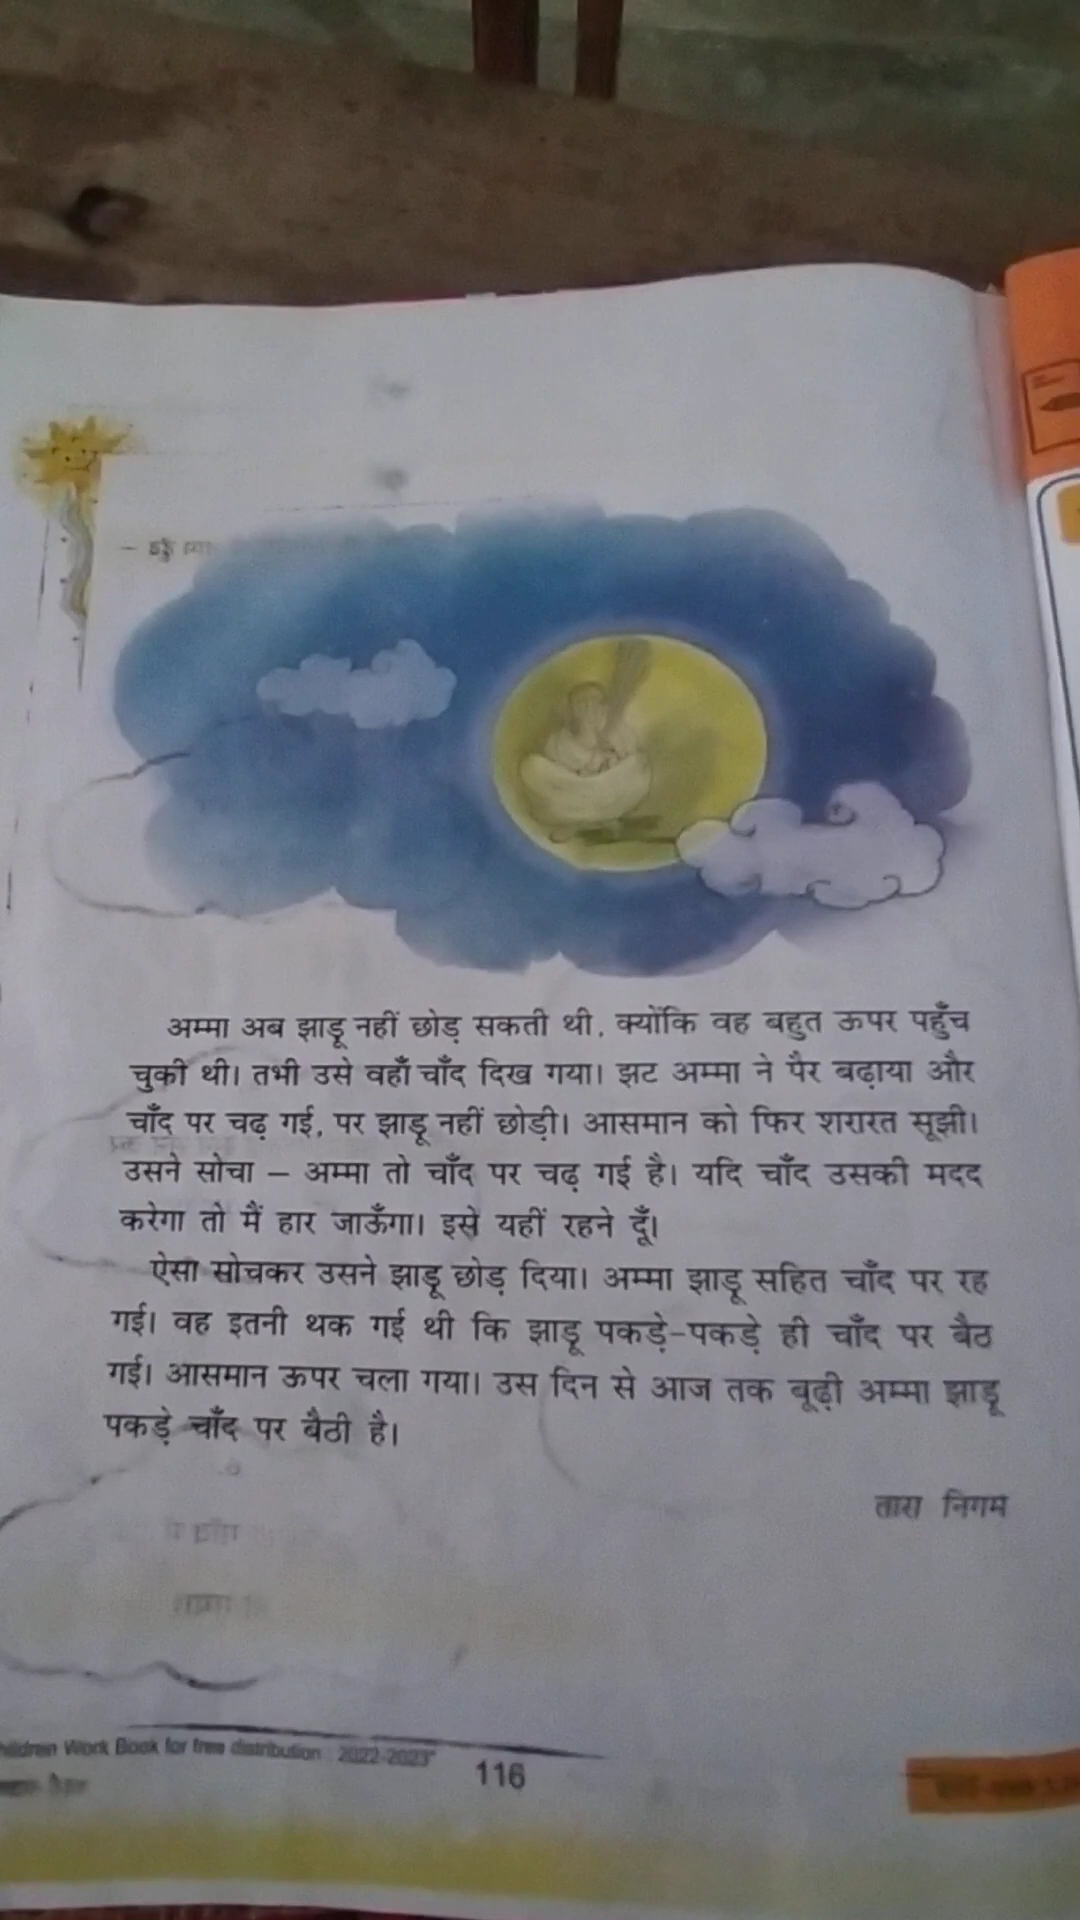 अम्मा अब झाड़ू नहीं छोड़ सकती थी, क्योंकि वह बहुत ऊपर पहुँच
चुकी थी। तभी उसे वहाँ चाँद दिख गया। झट अम्मा ने पैर बढ़ाया और
चाँद पर चढ़ गई, पर झाड़ू नहीं छोड़ी। आसमान को फिर शरारत सूझी।
उसने सोचा – अम्मा तो चाँद पर चढ़ गई है। यदि चाँद उसकी मदद
करेगा तो मैं हार जाऊँगा। इसे यहीं रहने दूँ।
ऐसा सोचकर उसने झाड़ू छोड़ दिया। अम्मा झाड़ू सहित चाँद पर रह
गई। वह इतनी थक गई थी कि झाड़ू पकड़े-पकड़े ही चाँद पर बैठ
गई। आसमान ऊपर चला गया। उस दिन से आज तक बूढ़ी अम्मा झाड़ू
पकड़े चाँद पर बैठी है।
तारा निगम
Work Book for free distribution : 2022-2023"
116